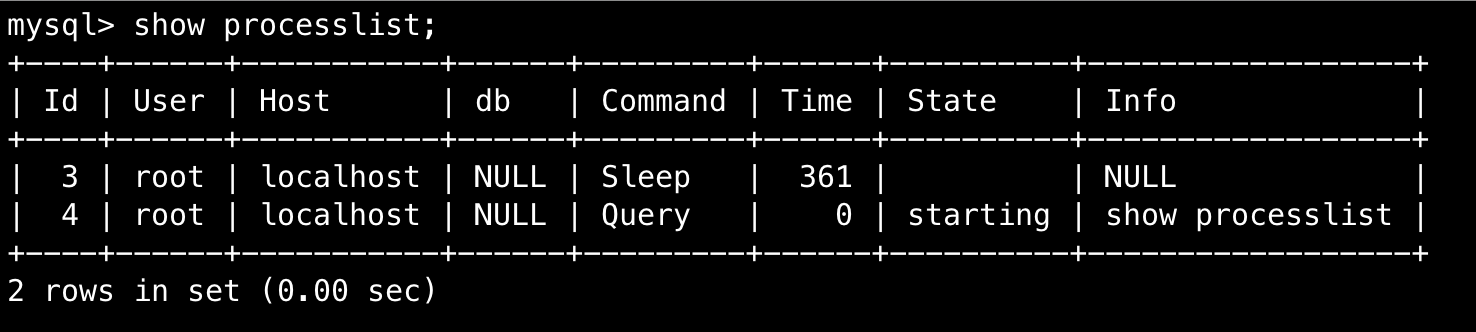 mysql> show processlist;
+----+------+-----------+------+---------+------+----------+------------------+
| Id | User | Host      | db   | Command | Time | State    | Info             |
+----+------+-----------+------+---------+------+----------+------------------+
|  3 | root | localhost | NULL | Sleep   |  361 |          | NULL             |
|  4 | root | localhost | NULL | Query   |    0 | starting | show processlist |
+----+------+-----------+------+---------+------+----------+------------------+
2 rows in set (0.00 sec)